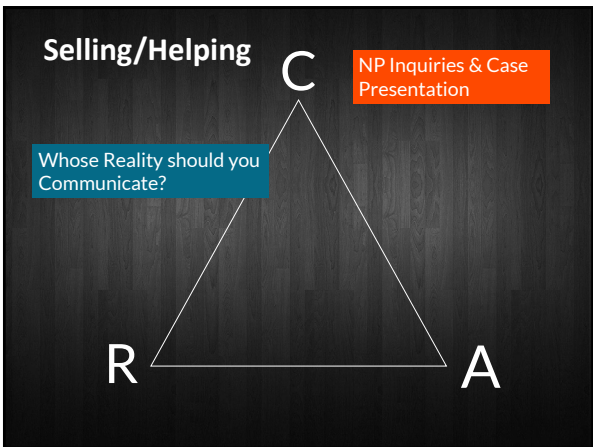 Selling/Helping
C
NP Inquiries & Case
Presentation
Whose Reality should you
Communicate?
R
A